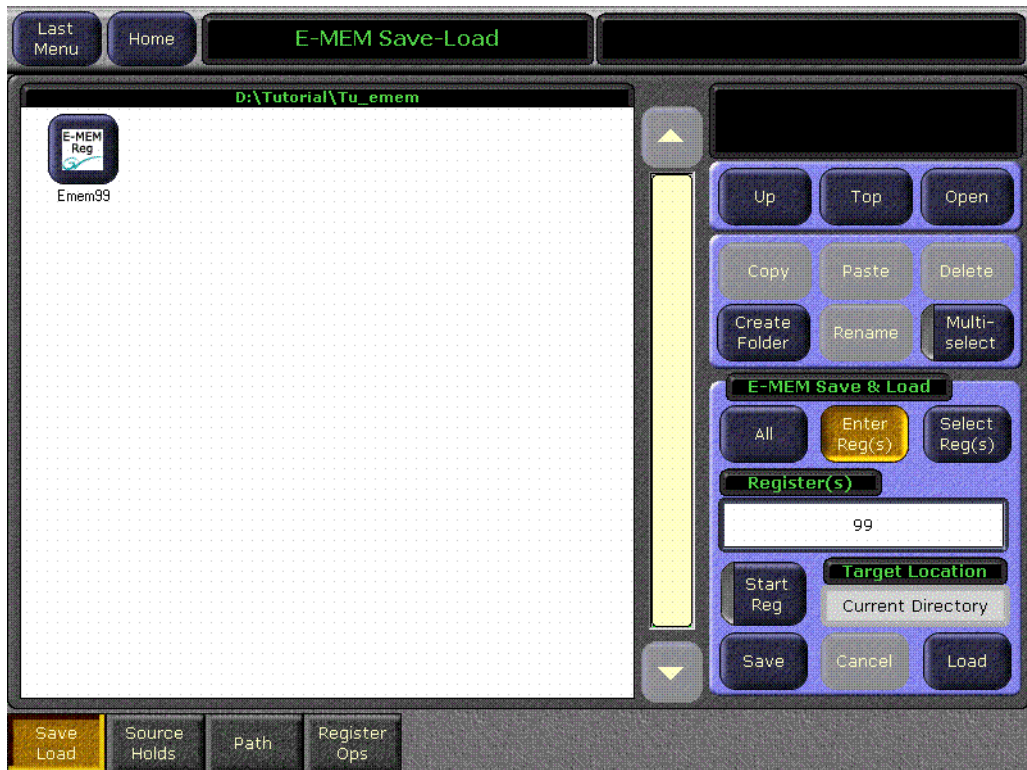 Last
Menu
Home
E-MEM Save-Load
D:\Tutorial\Tu_emem
E-MEM
Reg
Emem99
Up
Top
Open
Copy
Paste
Delete
Create
Folder
Rename
Multi-
select
E-MEM Save & Load
All
Enter
Reg(s)
Select
Reg(s)
Register(s)
99
Start
Reg
Target Location
Current Directory
Save
Cancel
Load
Save
Load
Source
Holds
Path
Register
Ops